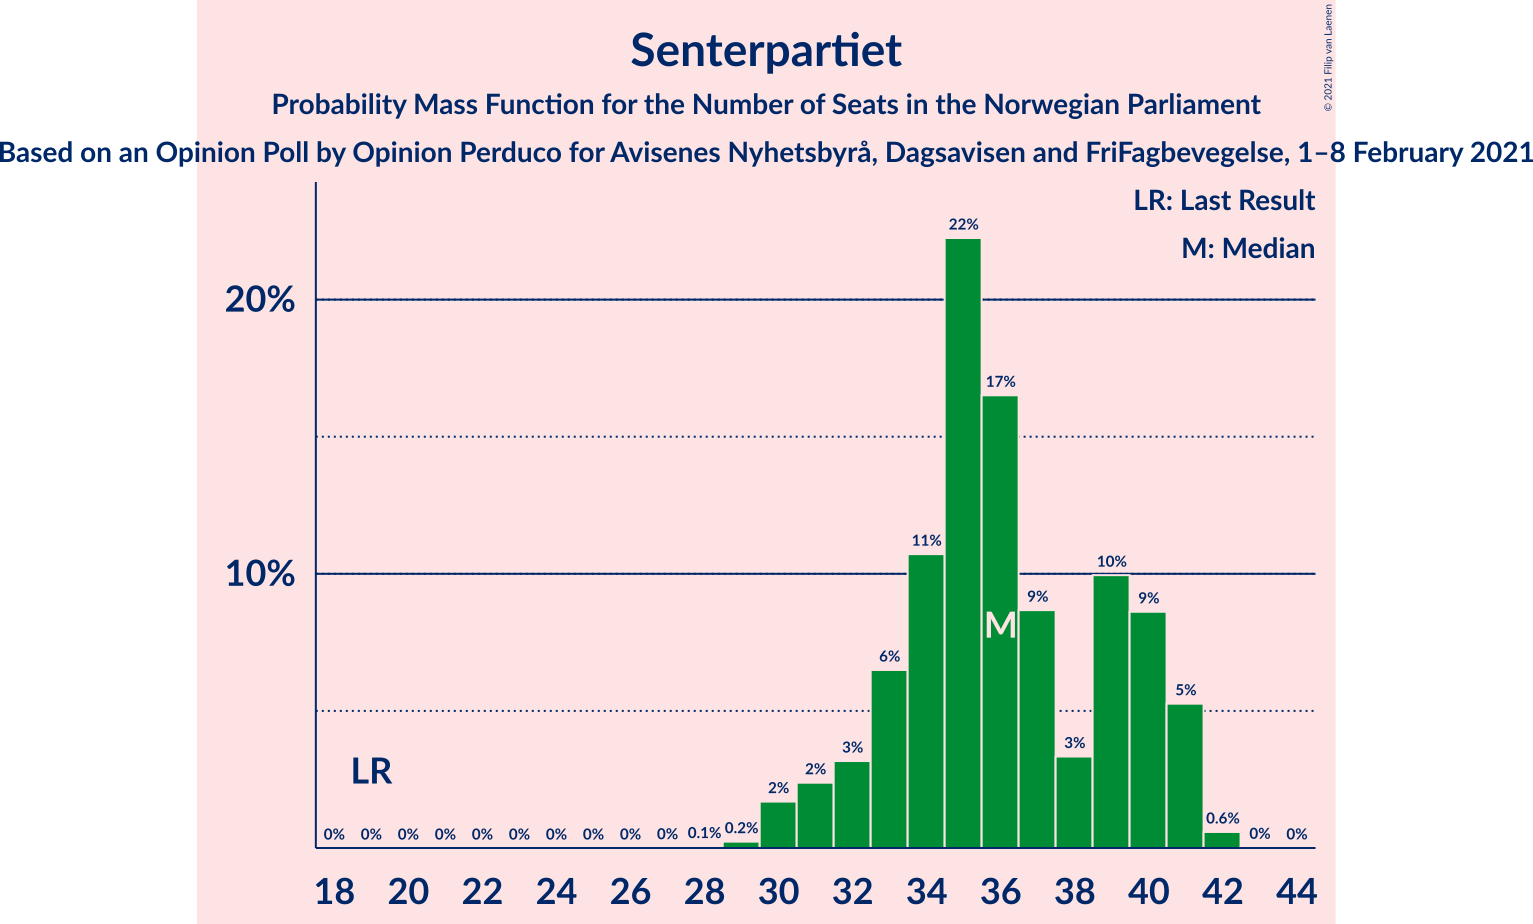 Senterpartiet
Probability Mass Function for the Number of Seats in the Norwegian Parliament
Based on an Opinion Poll by Opinion Perduco for Avisenes Nyhetsbyrå, Dagsavisen and FriFagbevegelse, 1–8 February 2021
© 2021 Filip van Laenen
LR: Last Result
M: Median
20%
10%
22%
17%
11%
10%
9%
9%
M
6%
5%
3%
3%
LR
2%
2%
0% 0% 0% 0% 0% 0% 0% 0% 0% 0% 0.1% 0.2% 0.6% 0% 0%
18 20 22 24 26 28 30 32 34 36 38 40 42 44